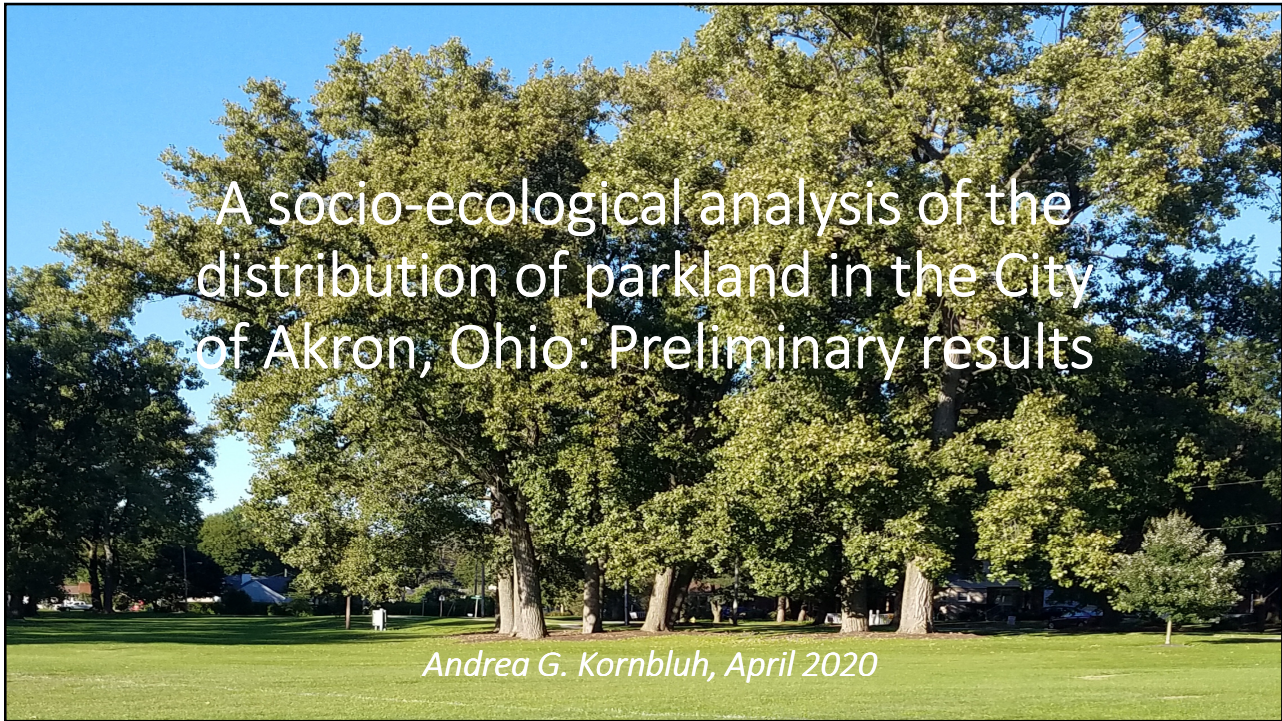 A socio-ecological analysis of the
distribution of parkland in the City
of Akron, Ohio: Preliminary results
Andrea G. Kornbluh, April 2020